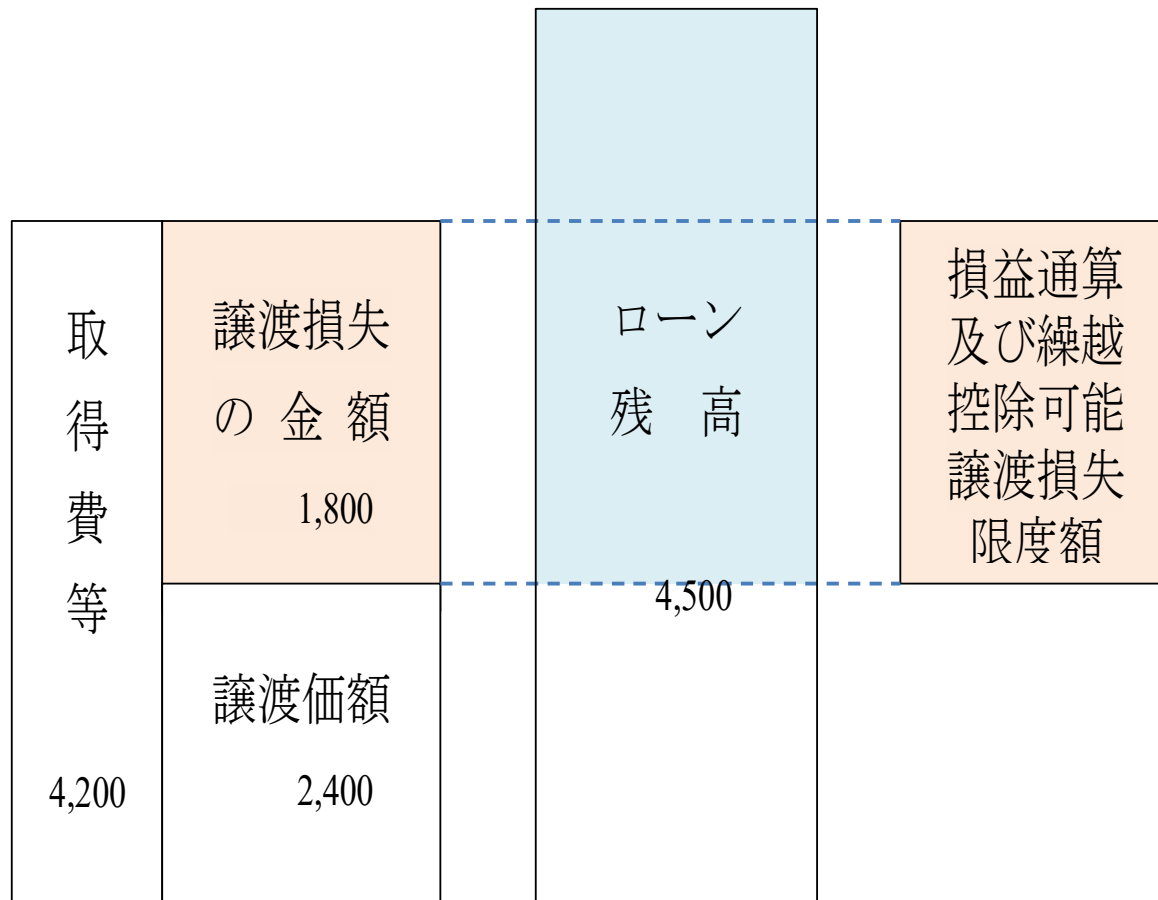 取
得
費
等
4,200
譲渡損失
の 金 額
1,800
譲渡価額
2,400
ローン
残 高
4,500
損益通算
及び繰越
控除可能
譲渡損失
限度額